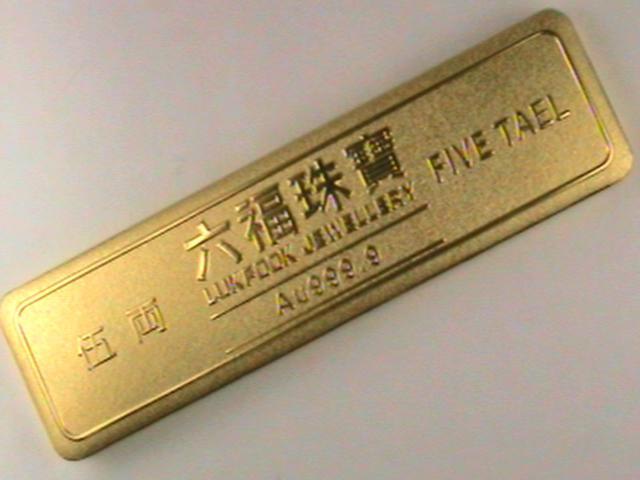 伍両
六福珠寶
LUKFOOK JEWELLERY
Au999.9
FIVE TAEL